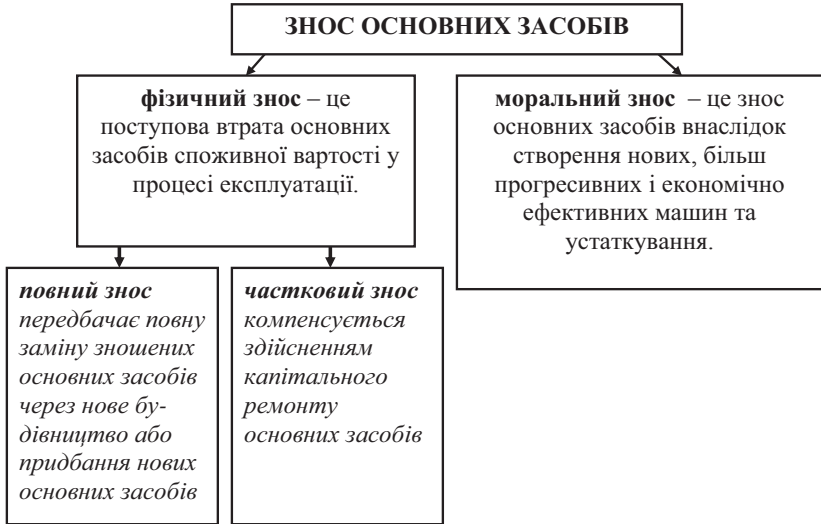 ЗНОС ОСНОВНИХ ЗАСОБІВ
фізичний знос – це
поступова втрата основних
засобів споживної вартості у
процесі експлуатації.
моральний знос – це знос
основних засобів внаслідок
створення нових, більш
прогресивних і економічно
ефективних машин та
устаткування.
повний знос
передбачає повну
заміну зношених
основних засобів
через нове бу-
дівництво або
придбання нових
основних засобів
частковий знос
компенсується
здійсненням
капітального
ремонту
основних засобів